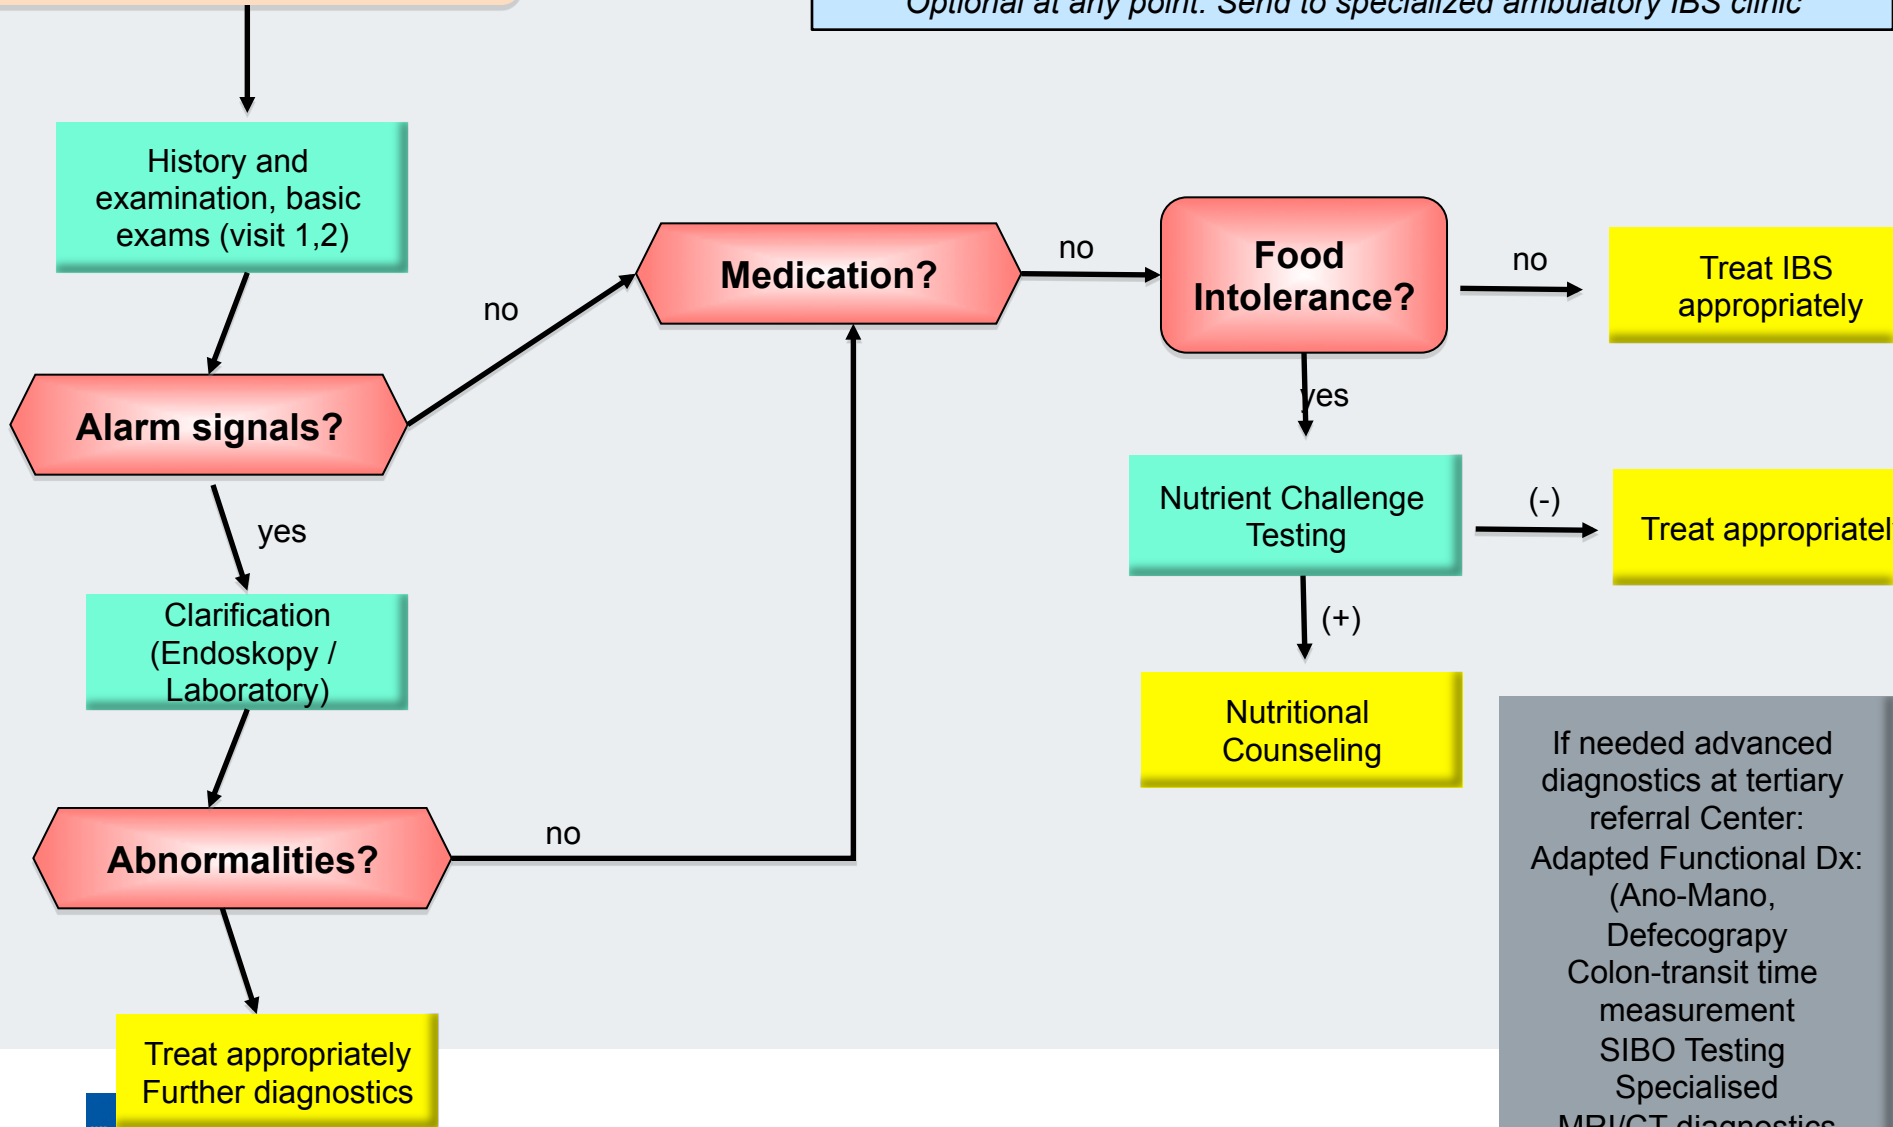 Optional at any point: Send to specialized ambulatory IBS clinic
History and
examination, basic
exams (visit 1,2)
Alarm signals?
no
yes
Clarification
(Endoskopy /
Laboratory)
Abnormalities?
no
Treat appropriately
Further diagnostics
Medication?
no
Food
Intolerance?
no
Treat IBS
appropriately
yes
Nutrient Challenge
Testing
(-)
Treat appropriatel
(+)
Nutritional
Counseling
If needed advanced
diagnostics at tertiary
referral Center:
Adapted Functional Dx:
(Ano-Mano,
Defecograpy
Colon-transit time
measurement
SIBO Testing
Specialised
MRI/CT diagnostics